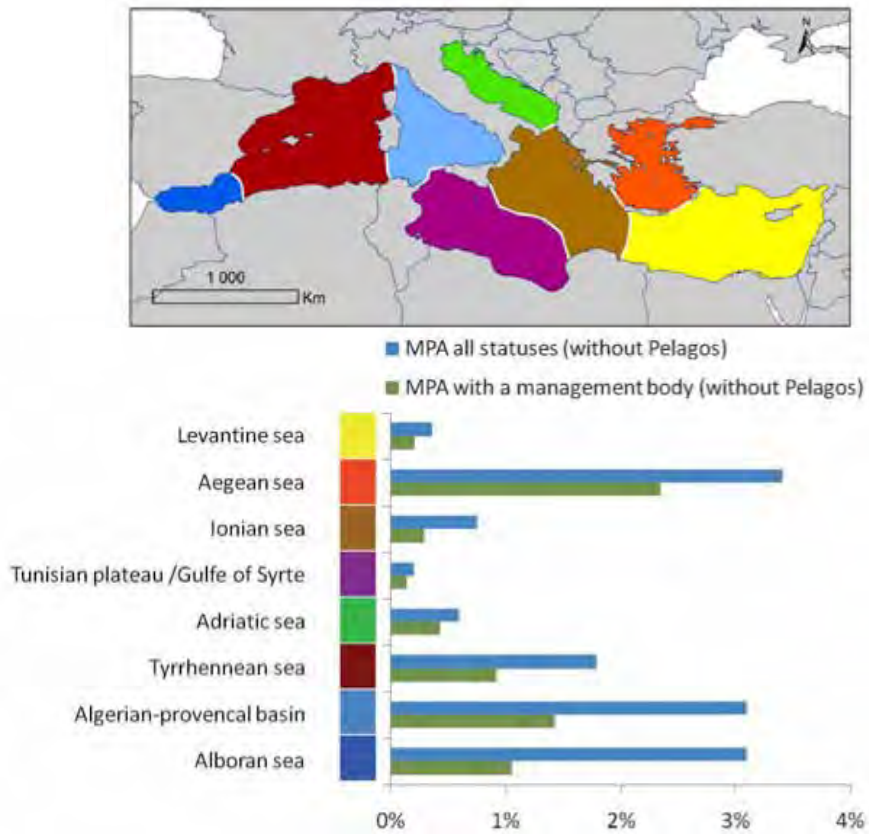 N
1 000
Km
MPA all statuses (without Pelagos)
MPA with a management body (without Pelagos)
Levantine sea
Aegean sea
Ionian sea
Tunisian plateau /Gulfe of Syrte
Adriatic sea
Tyrrhennean sea
Algerian-provencal basin
Alboran sea
0% 1% 2% 3% 4%